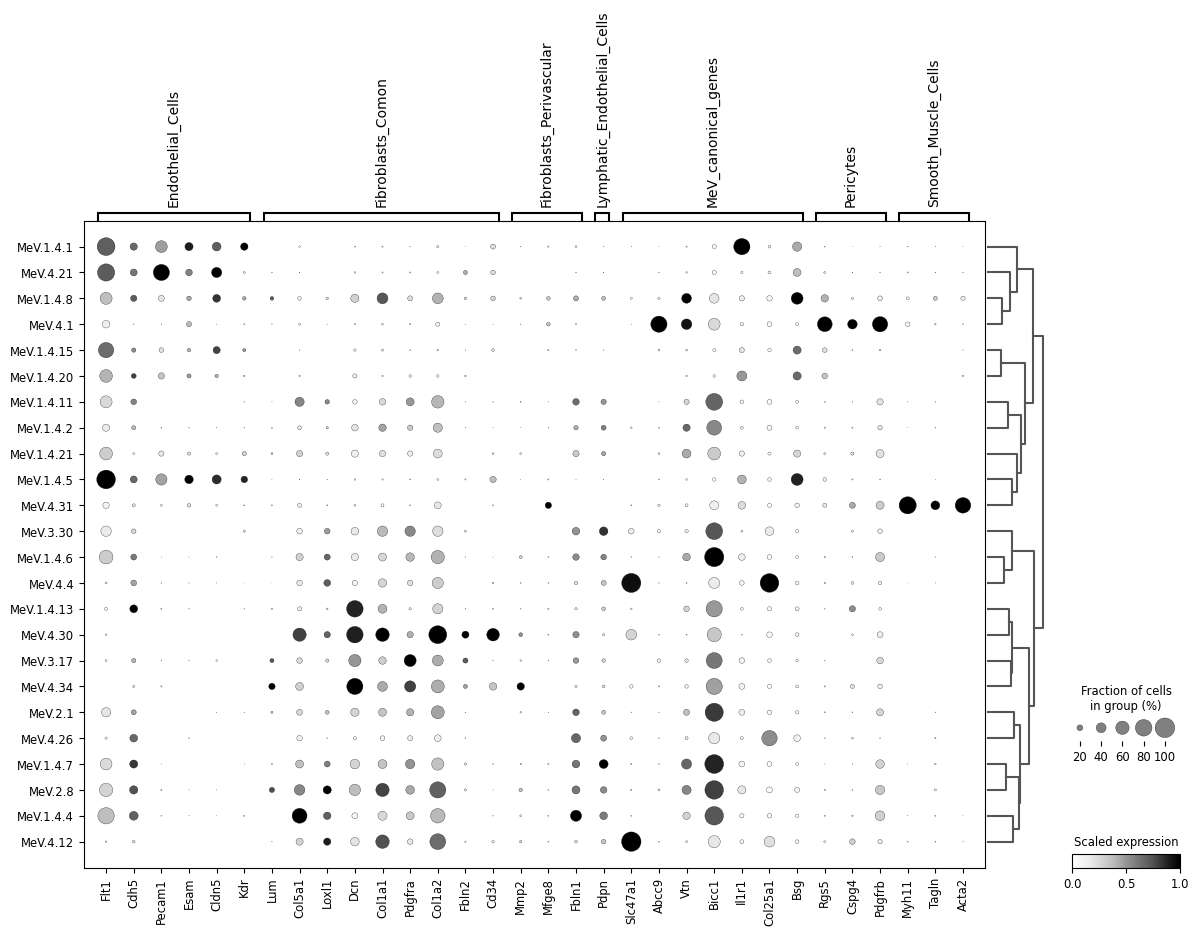 Endothelial_Cells
Fibroblasts_Comon
Fibroblasts_Perivascular
Lymphatic_Endothelial_Cells
MeV_canonical_genes
Pericytes
Smooth_Muscle_Cells
MeV.1.4.1
MeV.4.21
MeV.1.4.8
MeV.4.1
MeV.1.4.15
MeV.1.4.20
MeV.1.4.11
MeV.1.4.2
MeV.1.4.21
MeV.1.4.5
MeV.4.31
MeV.3.30
MeV.1.4.6
MeV.4.4
MeV.1.4.13
MeV.4.30
MeV.3.17
MeV.4.34
MeV.2.1
MeV.4.26
MeV.1.4.7
MeV.2.8
MeV.1.4.4
MeV.4.12
Flt1
Cdh5
Pecam1
Esam
Cldn5
Kdr
Lum
Col5a1
Loxl1
Dcn
Col1a1
Pdgfra
Col1a2
Fbln2
Cd34
Mmp2
Mfge8
Fbln1
Pdpn
Slc47a1
Abcc9
Vtn
Bicc1
Il1r1
Col25a1
Bsg
Rgs5
Cspg4
Pdgfrb
Myh11
Tagln
Acta2
Fraction of cells
in group (%)
20 40 60 80 100
Scaled expression
0.0 0.5 1.0